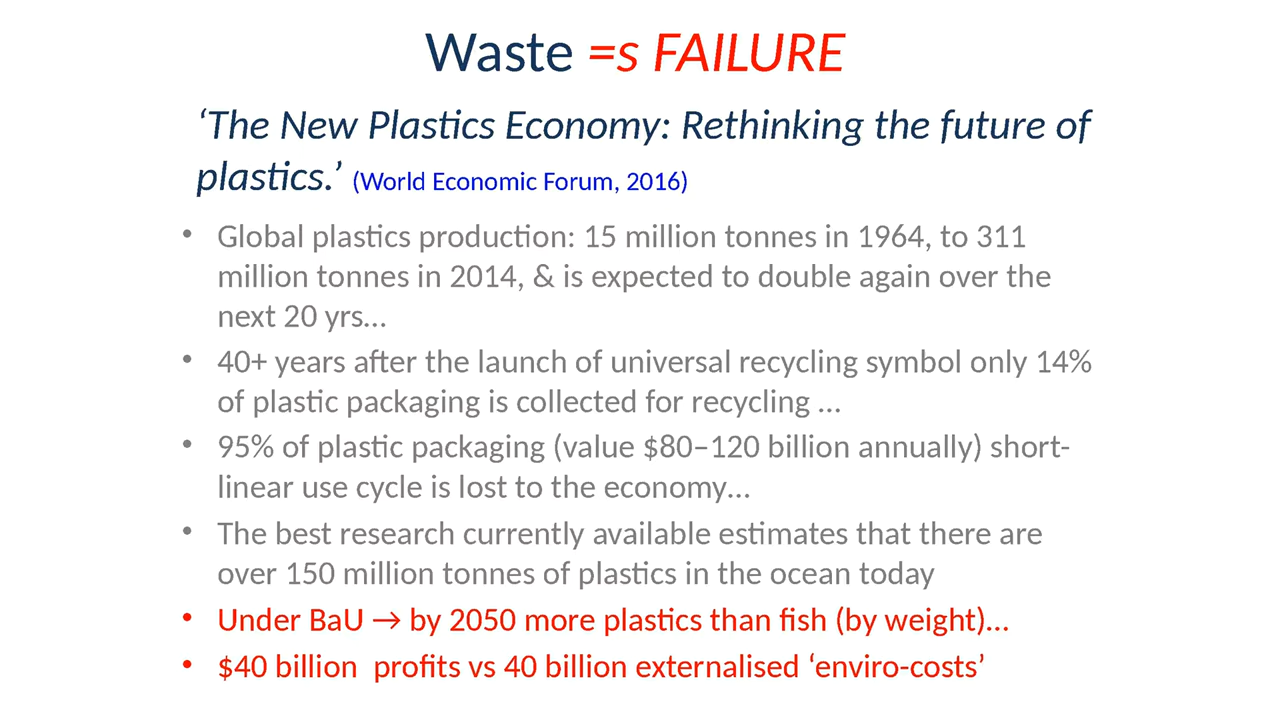 Waste =s FAILURE
‘The New Plastics Economy: Rethinking the future of
plastics.’ (World Economic Forum, 2016)
• Global plastics production: 15 million tonnes in 1964, to 311
million tonnes in 2014, & is expected to double again over the
next 20 yrs…
• 40+ years after the launch of universal recycling symbol only 14%
of plastic packaging is collected for recycling …
• 95% of plastic packaging (value $80–120 billion annually) short-
linear use cycle is lost to the economy…
• The best research currently available estimates that there are
over 150 million tonnes of plastics in the ocean today
• Under BaU → by 2050 more plastics than fish (by weight)…
• $40 billion  profits vs 40 billion externalised ‘enviro-costs’